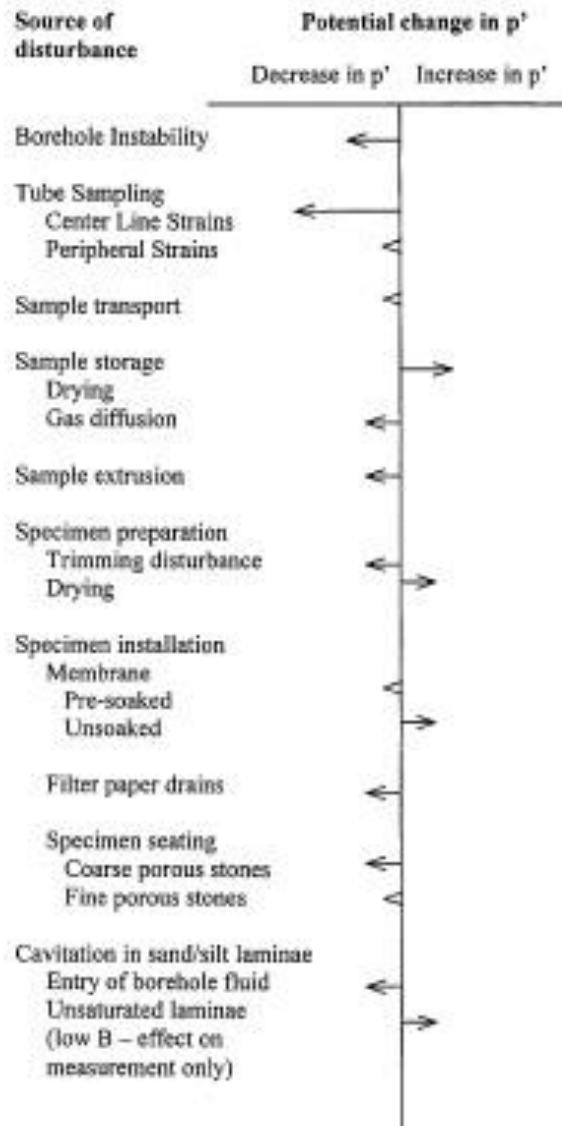 Source of disturbance
Potential change in p'
Decrease in p'
Increase in p'
Borehole Instability
Tube Sampling
Center Line Strains
Peripheral Strains
Sample transport
Sample storage
Drying
Gas diffusion
Sample extrusion
Specimen preparation
Trimming disturbance
Drying
Specimen installation
Membrane
Pre-soaked
Unsoaked
Filter paper drains
Specimen seating
Coarse porous stones
Fine porous stones
Cavitation in sand/silt laminae
Entry of borehole fluid
Unsaturated laminae
(low B – effect on
measurement only)